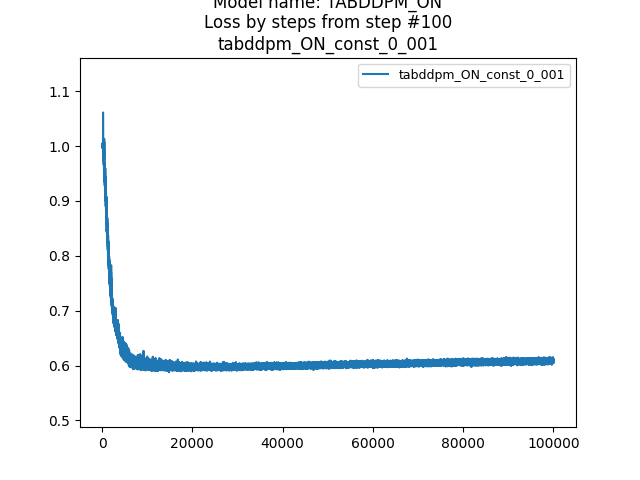 Model name: TABDDPM_ON
Loss by steps from step #100
tabddpm_ON_const_0_001
tabddpm_ON_const_0_001
1.1
1.0
0.9
0.8
0.7
0.6
0.5
0 20000 40000 60000 80000 100000